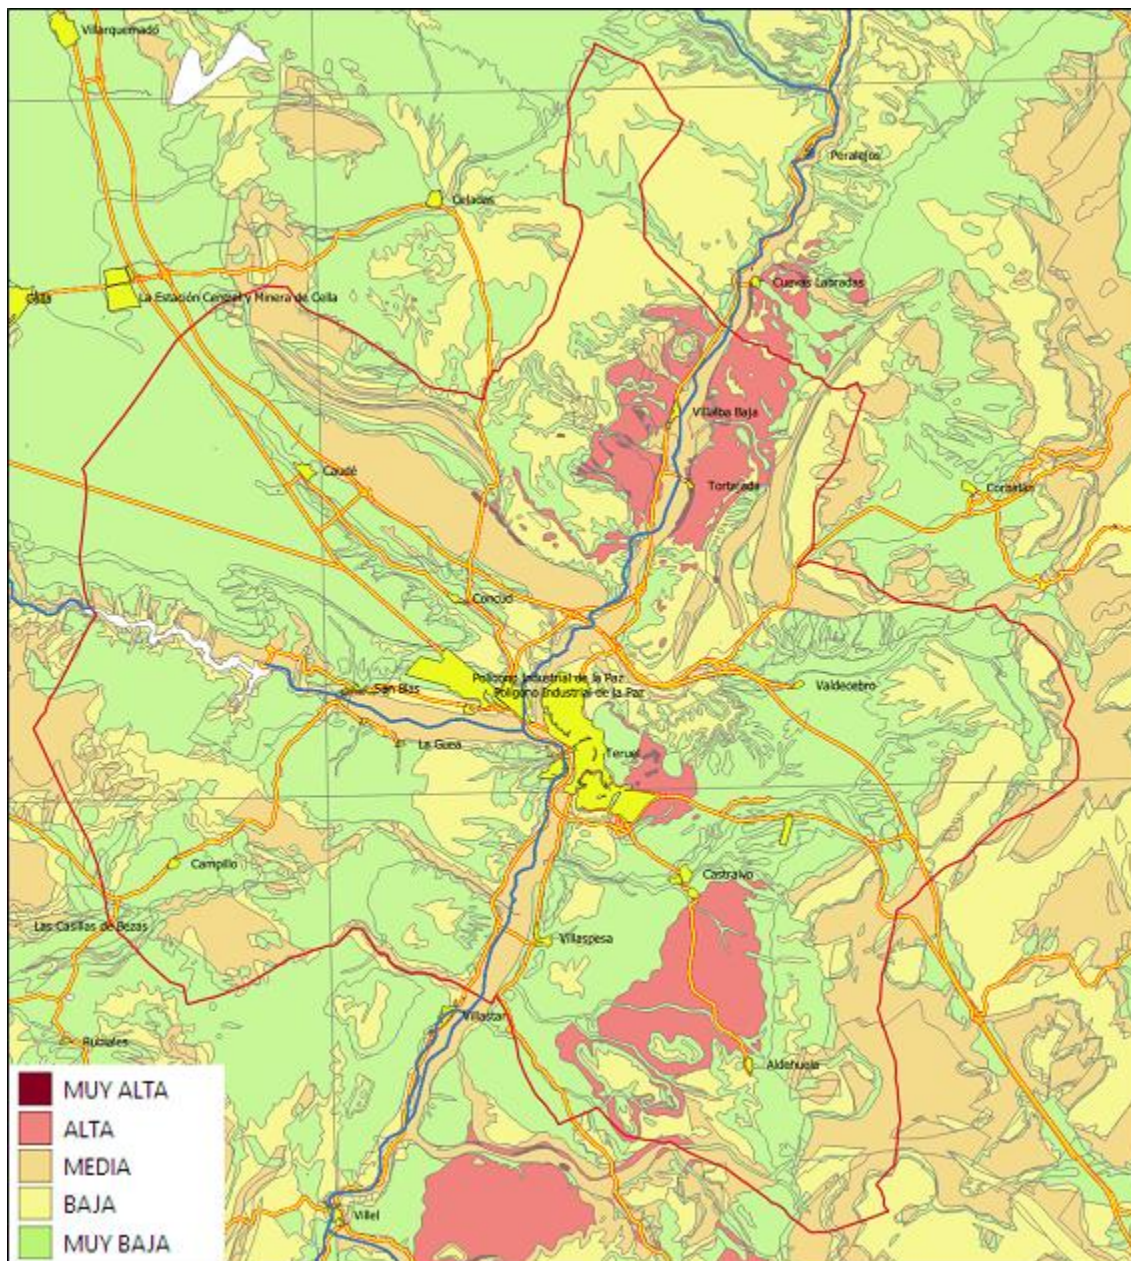 Villarquemado
Peralejos
Celadas
Cuevas Labradas
Cella
La Estación Central y Minera de Cella
Villalba Baja
Caudé
Tortajada
Corbalán
Concud
Polígono Industrial de la Paz
Polígono Industrial de la Paz
San Blas
Valdecebro
La Guea
Teruel
Campillo
Castralvo
Las Casillas de Bezas
Villaspesa
Villastar
Rubiales
Aldehuela
MUY ALTA
ALTA
MEDIA
BAJA
MUY BAJA
Villel